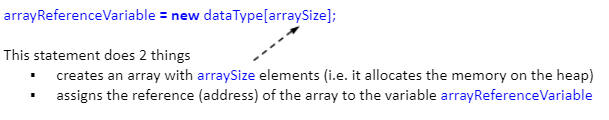 arrayReferenceVariable = new dataType[arraySize];
This statement does 2 things
▪ creates an array with arraySize elements (i.e. it allocates the memory on the heap)
▪ assigns the reference (address) of the array to the variable arrayReferenceVariable